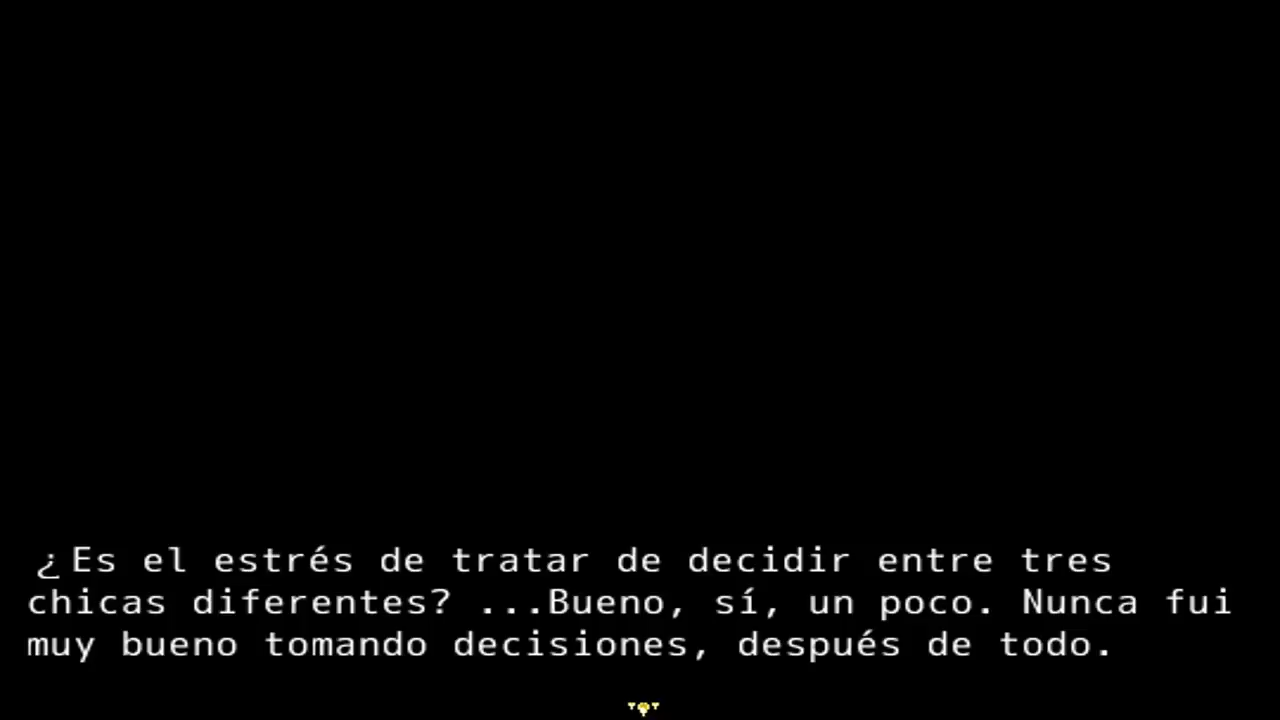 ¿Es el estrés de tratar de decidir entre tres
chicas diferentes? ...Bueno, sí, un poco. Nunca fui
muy bueno tomando decisiones, después de todo.